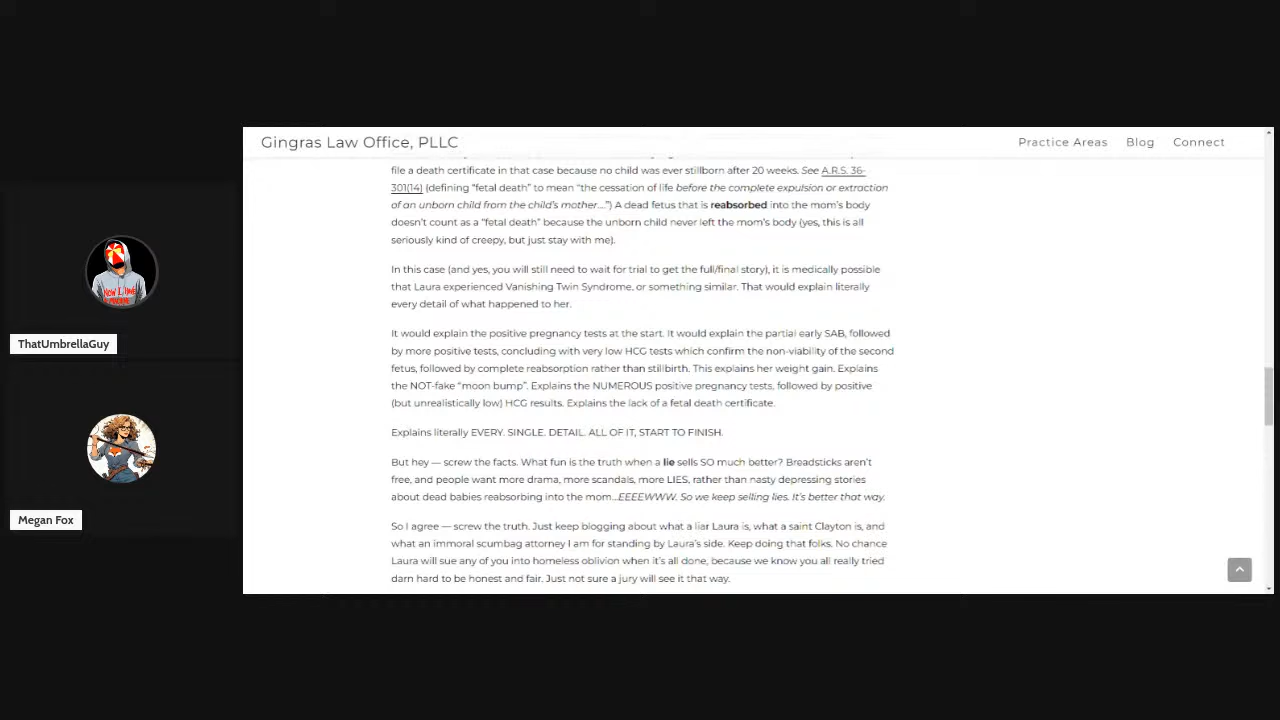 Gingras Law Office, PLLC
Practice Areas Blog Connect
file a death certificate in that case because no child was ever stillborn after 20 weeks. See A.R.S. 36-
301(14) (defining “fetal death” to mean “the cessation of life before the complete expulsion or extraction
of an unborn child from the child’s mother…”) A dead fetus that is reabsorbed into the mom’s body
doesn’t count as a “fetal death” because the unborn child never left the mom’s body (yes, this is all
seriously kind of creepy, but just stay with me).
In this case (and yes, you will still need to wait for trial to get the full/final story), it is medically possible
that Laura experienced Vanishing Twin Syndrome, or something similar. That would explain literally
every detail of what happened to her.
It would explain the positive pregnancy tests at the start. It would explain the partial early SAB, followed
by more positive tests, concluding with very low HCG tests which confirm the non-viability of the second
fetus, followed by complete reabsorption rather than stillbirth. This explains her weight gain. Explains
the NOT-fake “moon bump”. Explains the NUMEROUS positive pregnancy tests, followed by positive
(but unrealistically low) HCG results. Explains the lack of a fetal death certificate.
Explains literally EVERY. SINGLE. DETAIL. ALL OF IT, START TO FINISH.
But hey — screw the facts. What fun is the truth when a lie sells SO much better? Breadsticks aren’t
free, and people want more drama, more scandals, more LIES, rather than nasty depressing stories
about dead babies reabsorbing into the mom…EEEEWWW. So we keep selling lies. It’s better that way.
So I agree — screw the truth. Just keep blogging about what a liar Laura is, what a saint Clayton is, and
what an immoral scumbag attorney I am for standing by Laura’s side. Keep doing that folks. No chance
Laura will sue any of you into homeless oblivion when it’s all done, because we know you all really tried
darn hard to be honest and fair. Just not sure a jury will see it that way.
ThatUmbrellaGuy
Megan Fox